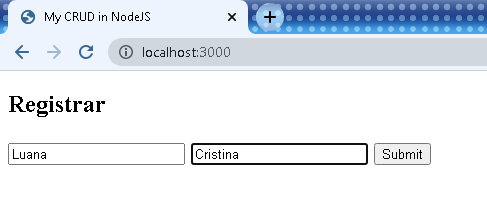 My CRUD in NodeJS
localhost:3000
Registrar
Luana Cristina Submit